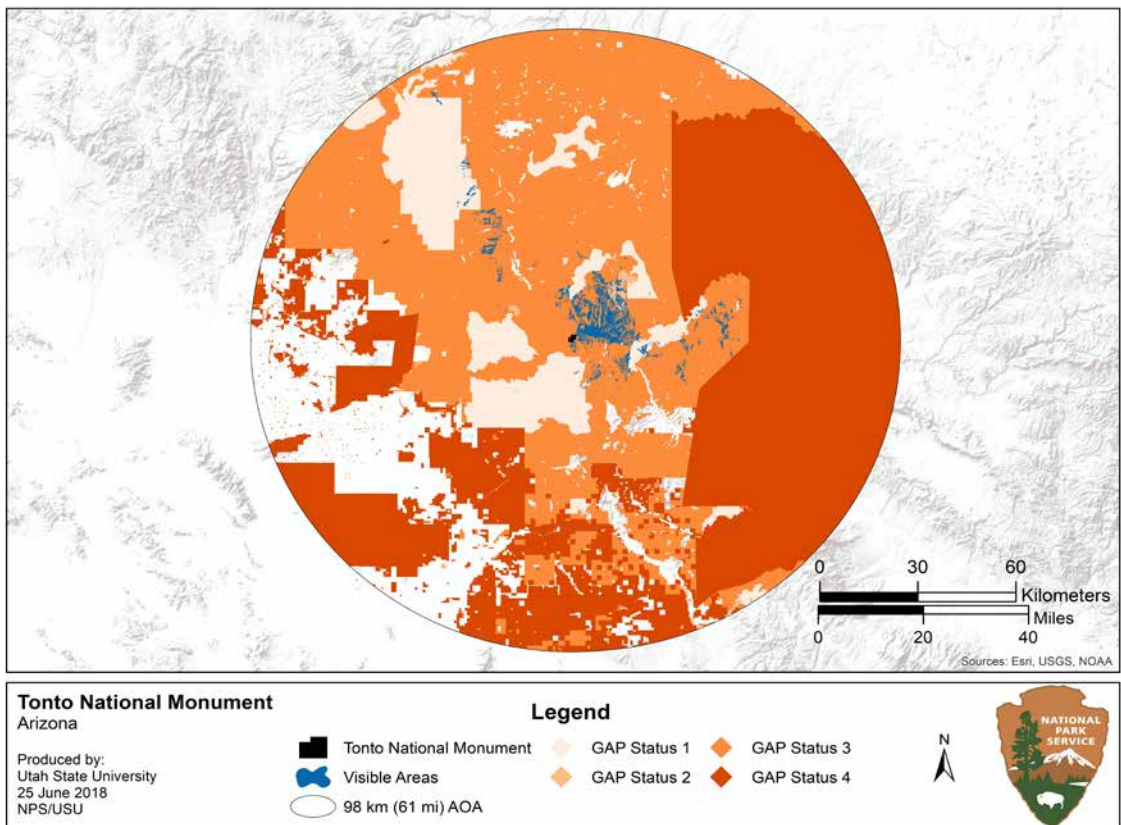 0 60
Kilometers
Miles
0 20 40
Sources: Esri, USGS, NOAA
Tonto National Monument
Arizona
Produced by:
Utah State University
25 June 2018
NPS/USU
Legend
Tonto National Monument
Visible Areas
98 km (61 mi) AOA
GAP Status 1
GAP Status 2
GAP Status 3
GAP Status 4
N
NATIONAL
PARK
SERVICE
0 30 60